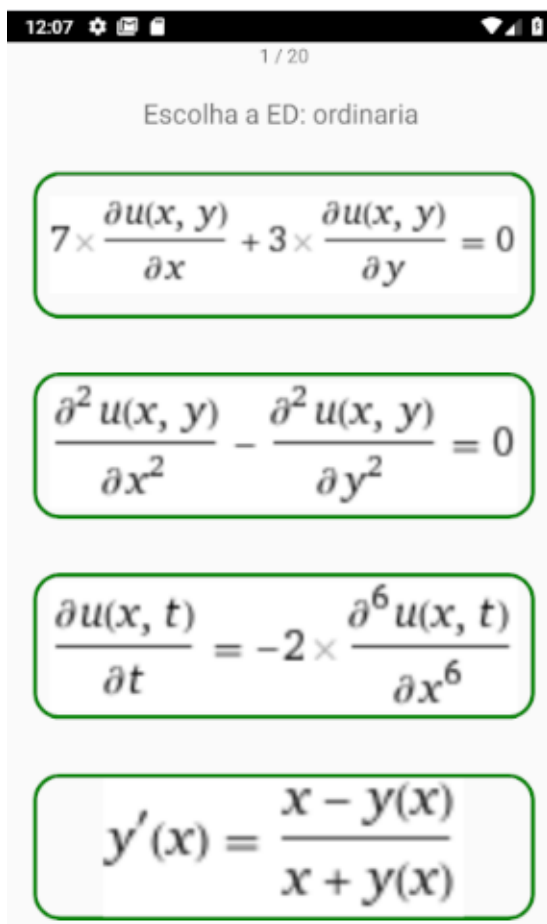 12:07
1 / 20
Escolha a ED: ordinaria
7 × ∂u(x, y)/∂x + 3 × ∂u(x, y)/∂y = 0
∂²u(x, y)/∂x² − ∂²u(x, y)/∂y² = 0
∂u(x, t)/∂t = −2 × ∂⁶u(x, t)/∂x⁶
y′(x) = x − y(x)/x + y(x)